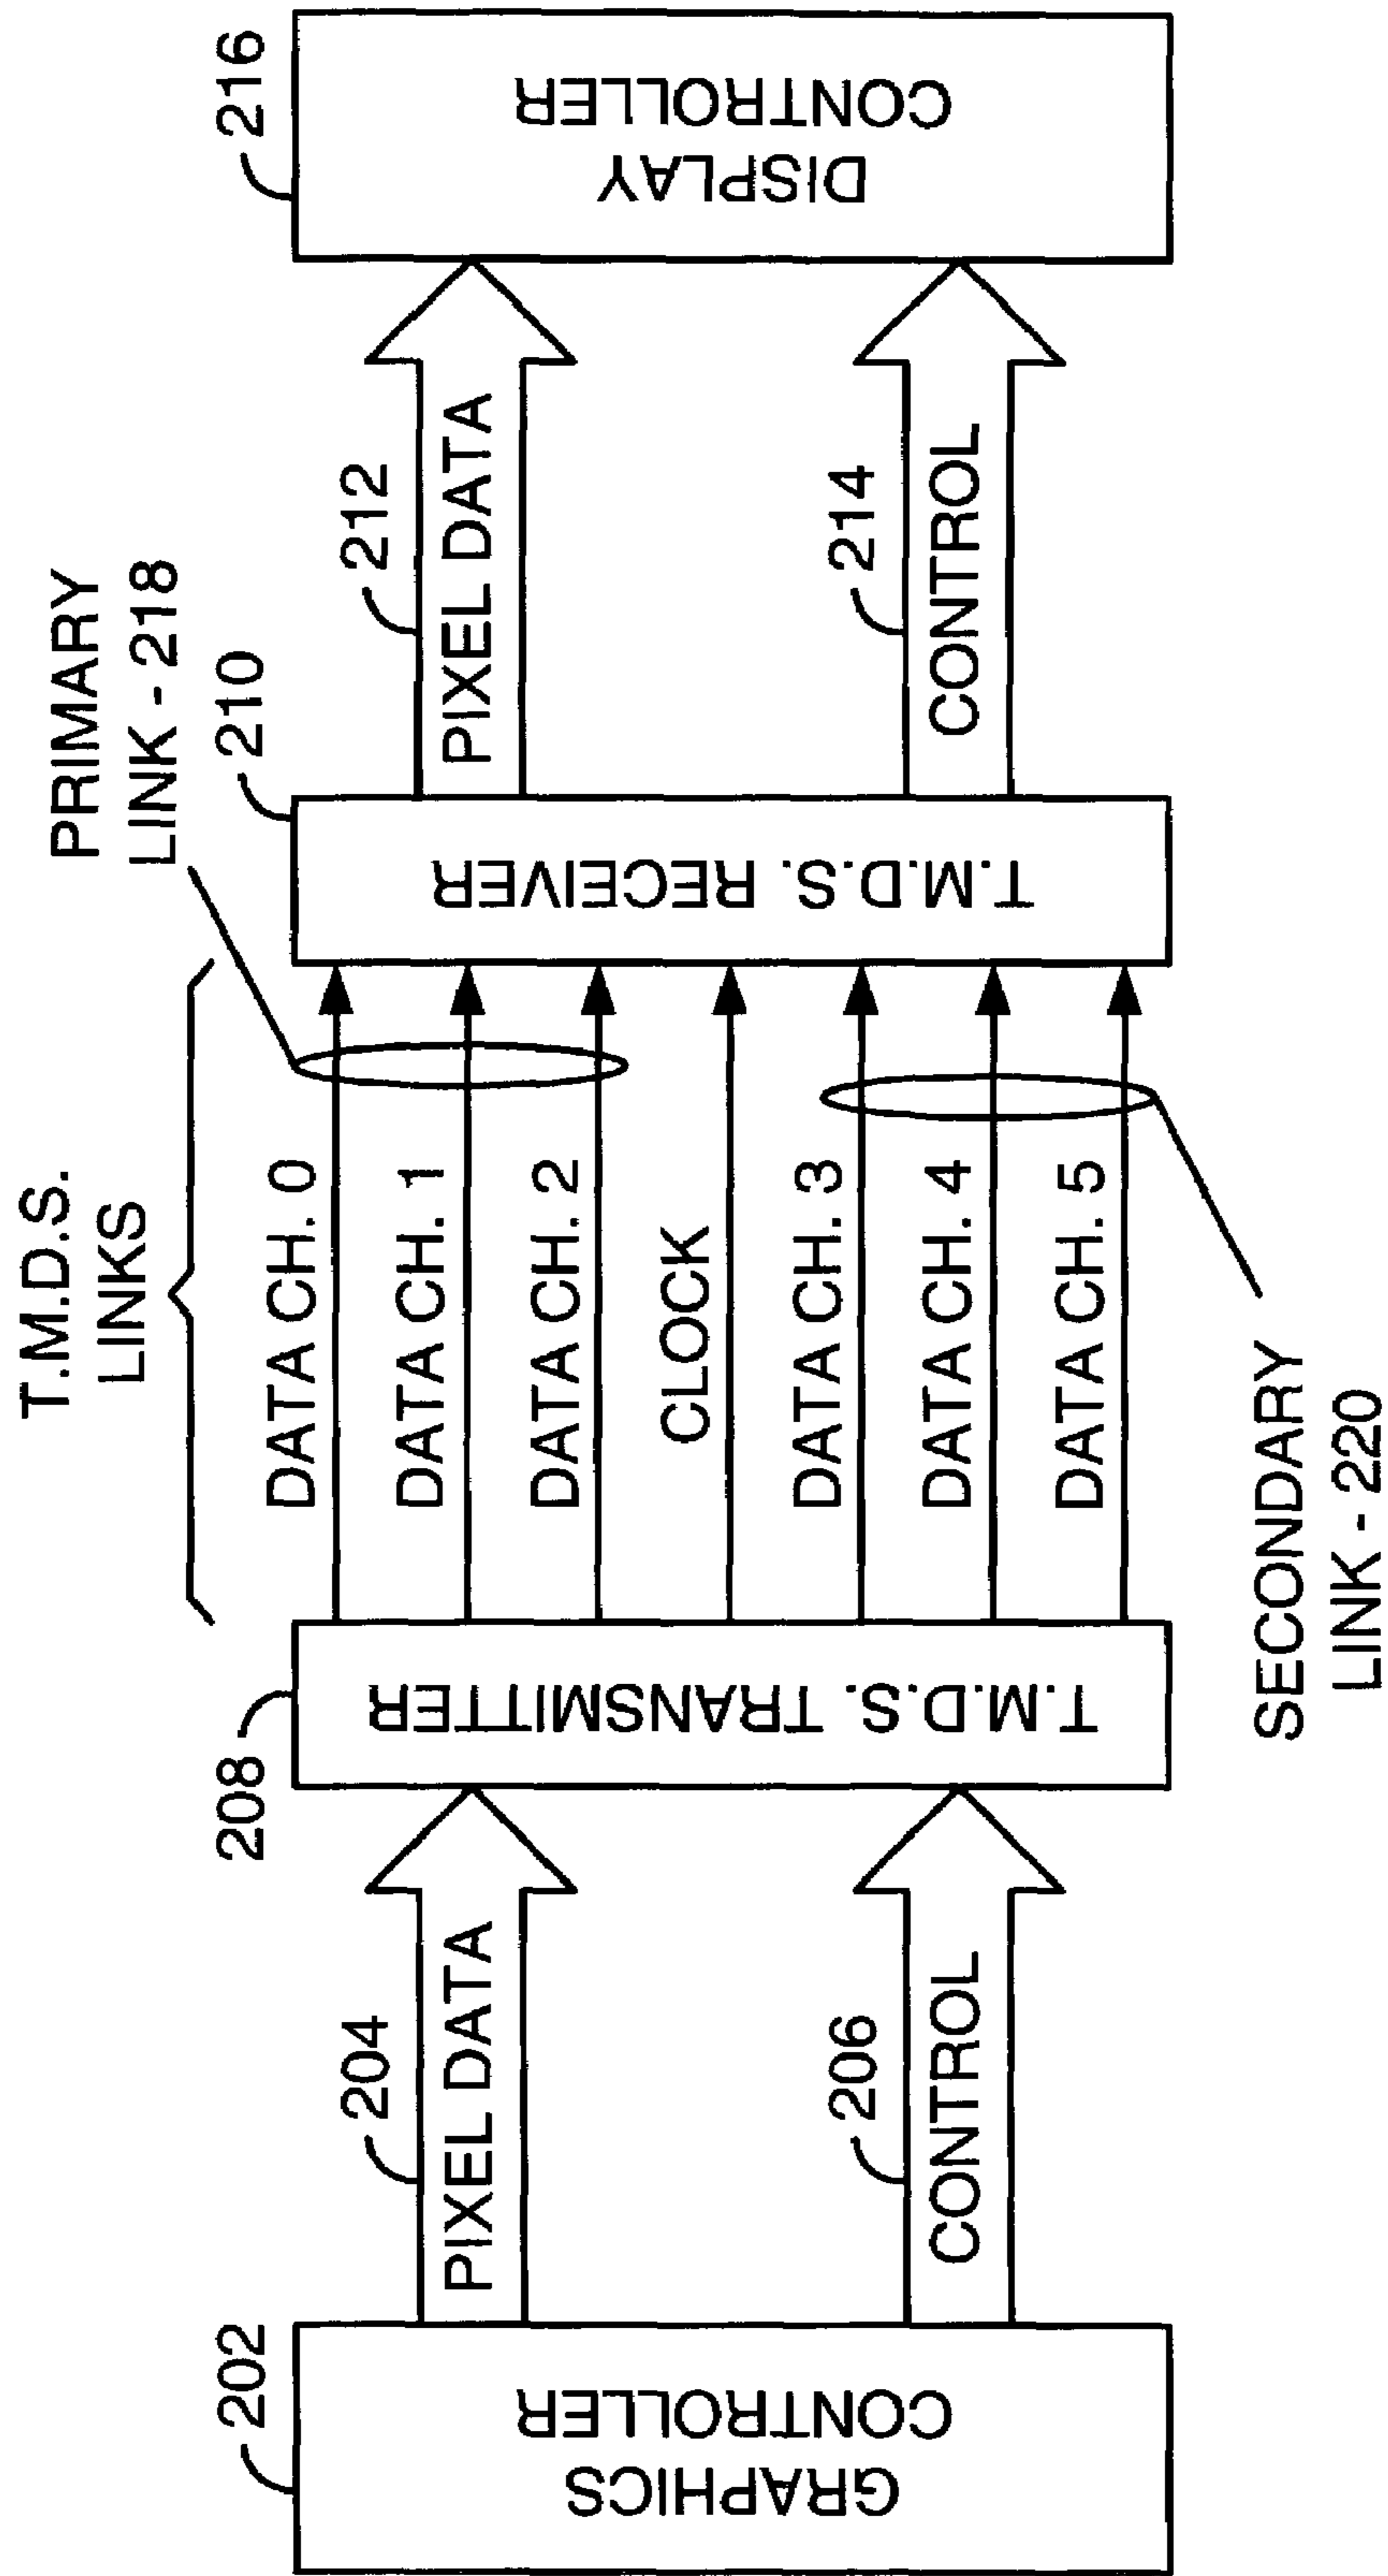 T.M.D.S.
LINKS
PRIMARY
LINK - 218
202
GRAPHICS
CONTROLLER
204
PIXEL DATA
206
CONTROL
208
T.M.D.S. TRANSMITTER
DATA CH. 0
DATA CH. 1
DATA CH. 2
CLOCK
DATA CH. 3
DATA CH. 4
DATA CH. 5
SECONDARY
LINK - 220
210
T.M.D.S. RECEIVER
212
PIXEL DATA
214
CONTROL
216
DISPLAY
CONTROLLER